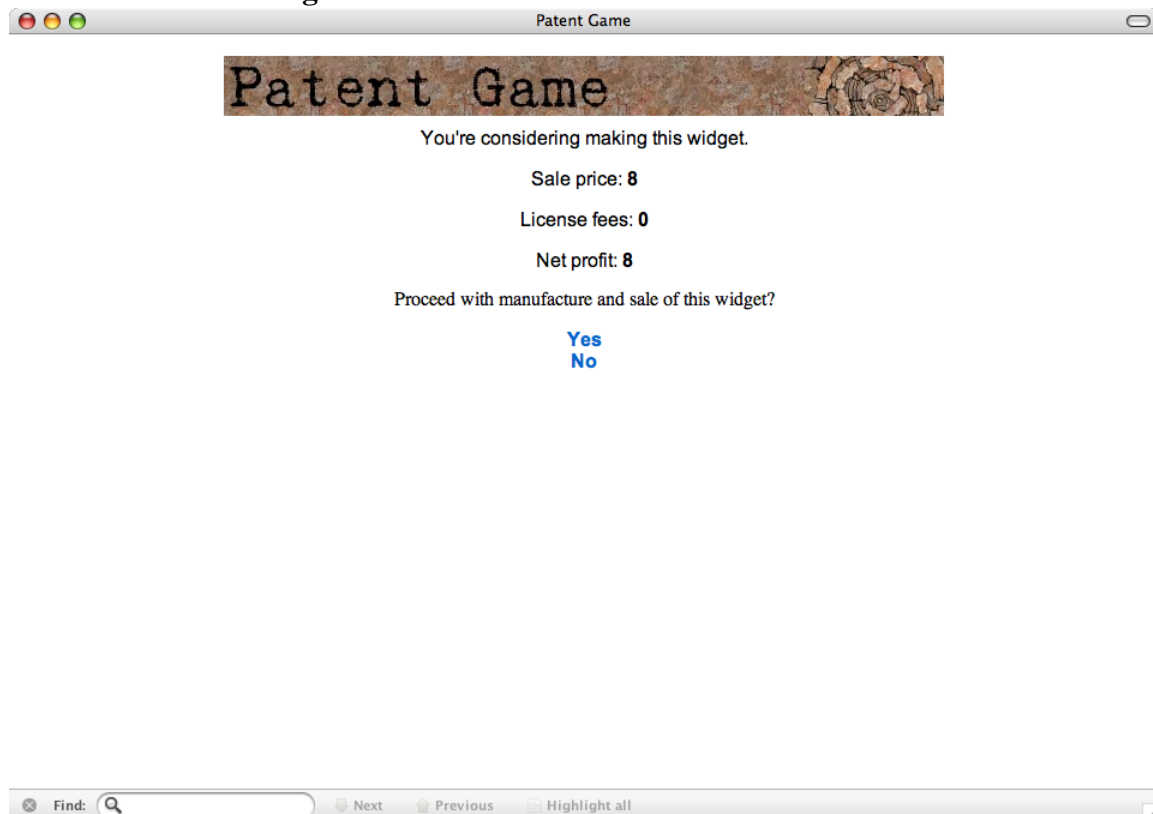 Patent Game
Patent Game
You're considering making this widget.
Sale price: 8
License fees: 0
Net profit: 8
Proceed with manufacture and sale of this widget?
Yes
No
Find: Next Previous Highlight all